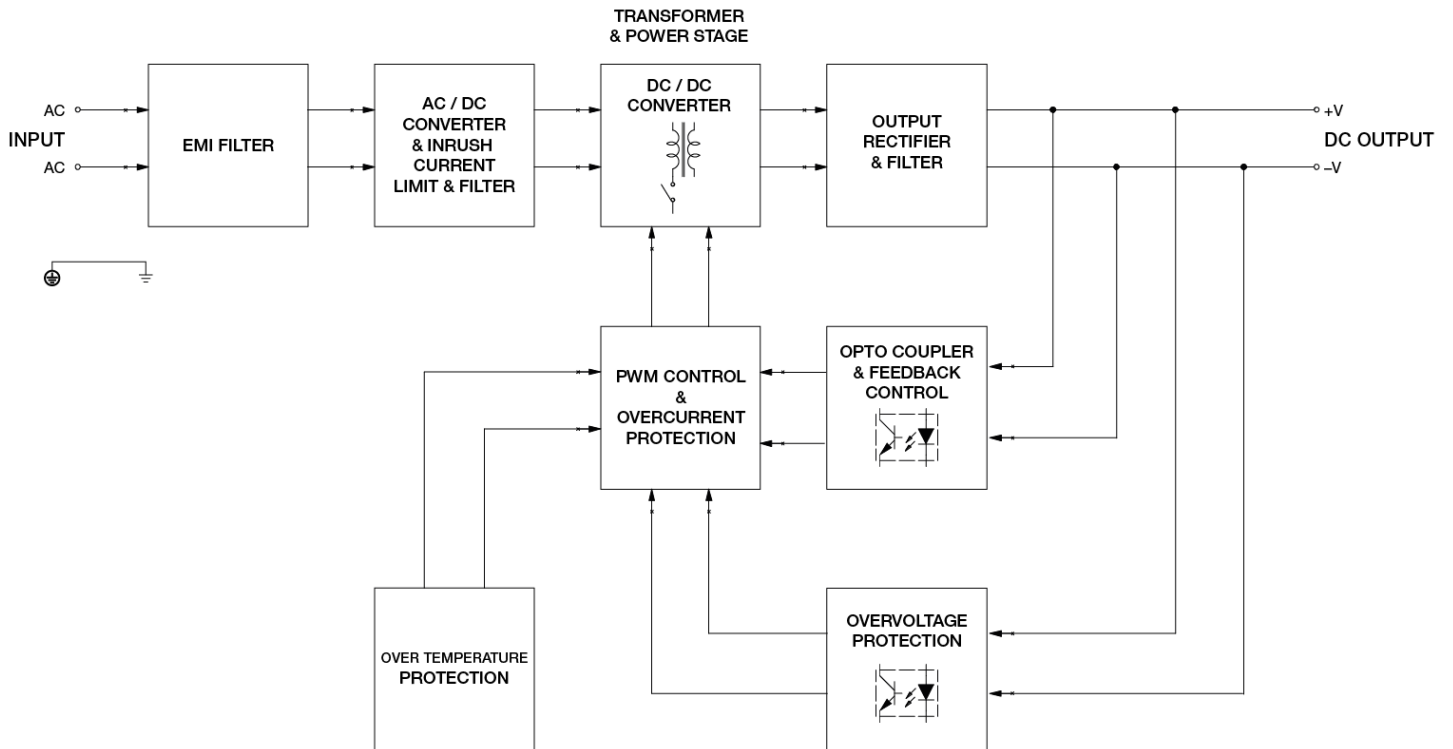 TRANSFORMER
& POWER STAGE
AC
INPUT
AC
EMI FILTER
AC / DC
CONVERTER
& INRUSH
CURRENT
LIMIT & FILTER
DC / DC
CONVERTER
OUTPUT
RECTIFIER
& FILTER
+V
DC OUTPUT
–V
PWM CONTROL
&
OVERCURRENT
PROTECTION
OPTO COUPLER
& FEEDBACK
CONTROL
OVER TEMPERATURE
PROTECTION
OVERVOLTAGE
PROTECTION